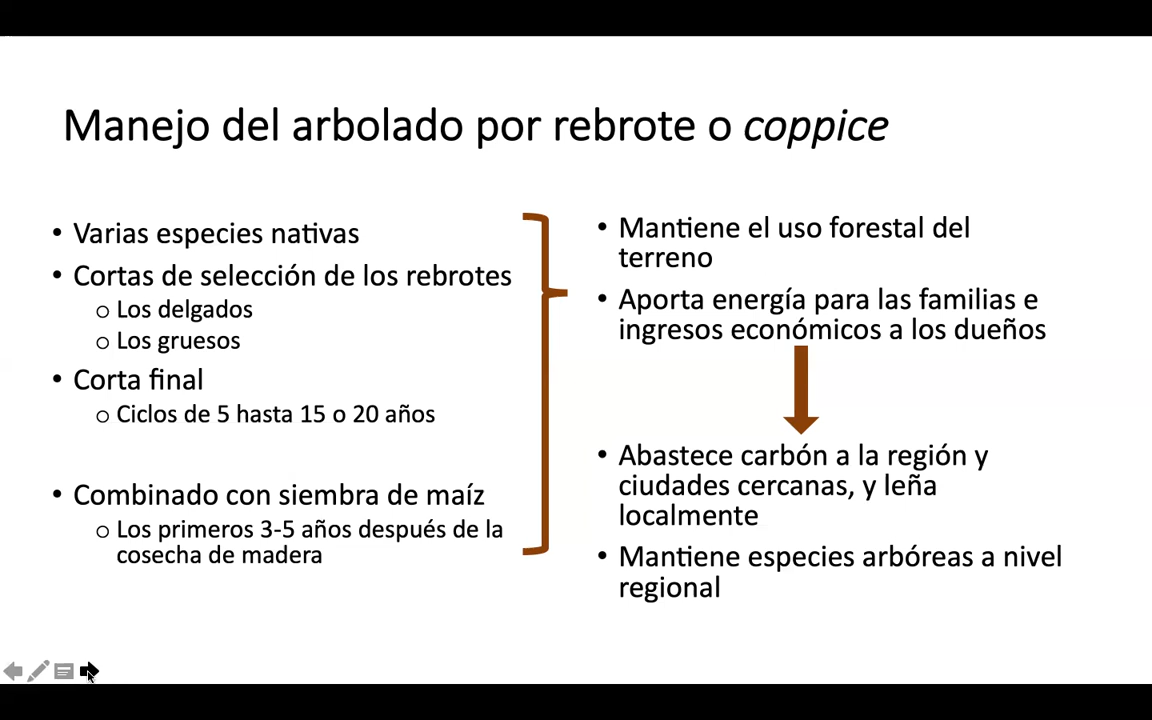 Manejo del arbolado por rebrote o coppice
• Varias especies nativas
• Cortas de selección de los rebrotes
o Los delgados
o Los gruesos
• Corta final
o Ciclos de 5 hasta 15 o 20 años
• Combinado con siembra de maíz
o Los primeros 3-5 años después de la
cosecha de madera
• Mantiene el uso forestal del
terreno
• Aporta energía para las familias e
ingresos económicos a los dueños
• Abastece carbón a la región y
ciudades cercanas, y leña
localmente
• Mantiene especies arbóreas a nivel
regional